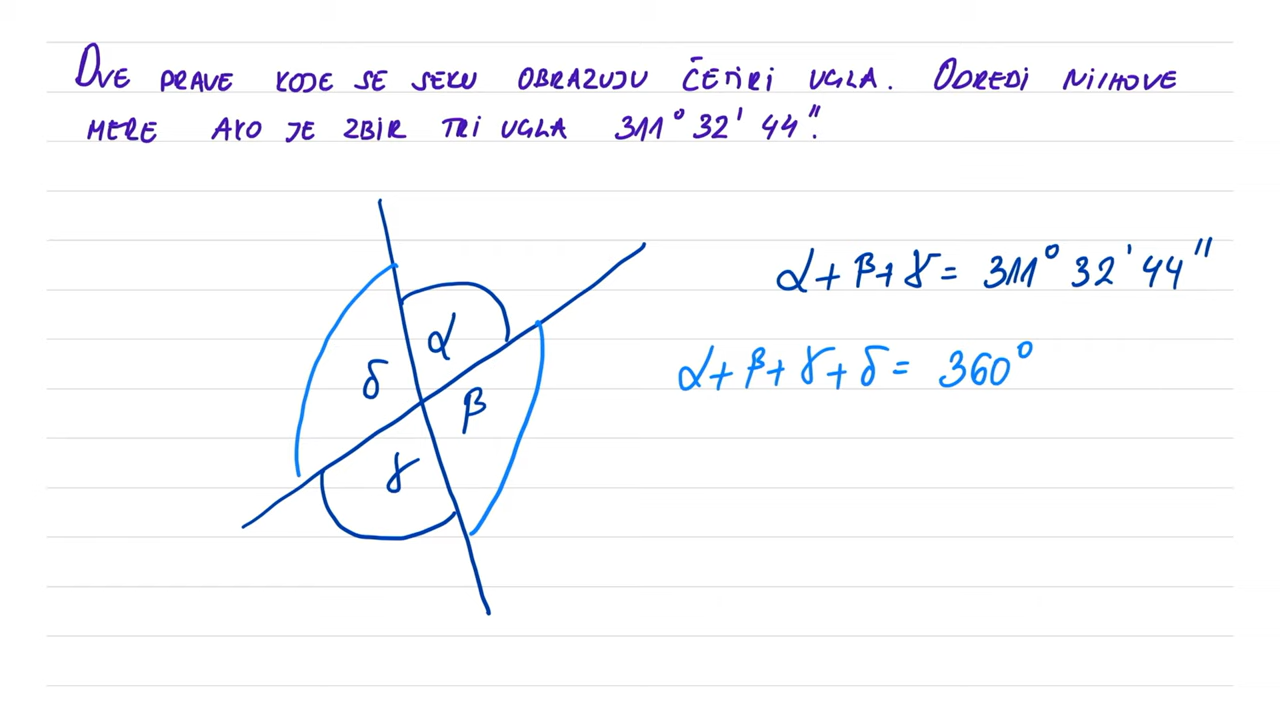 DVE PRAVE KOJE SE SEKU OBRAZUJU ČETIRI UGLA. ODREDI NJIHOVE
MERE AKO JE ZBIR TRI UGLA 311° 32' 44".
α+β+γ= 311° 32' 44"
α+β+γ+δ= 360°
α
δ
β
γ